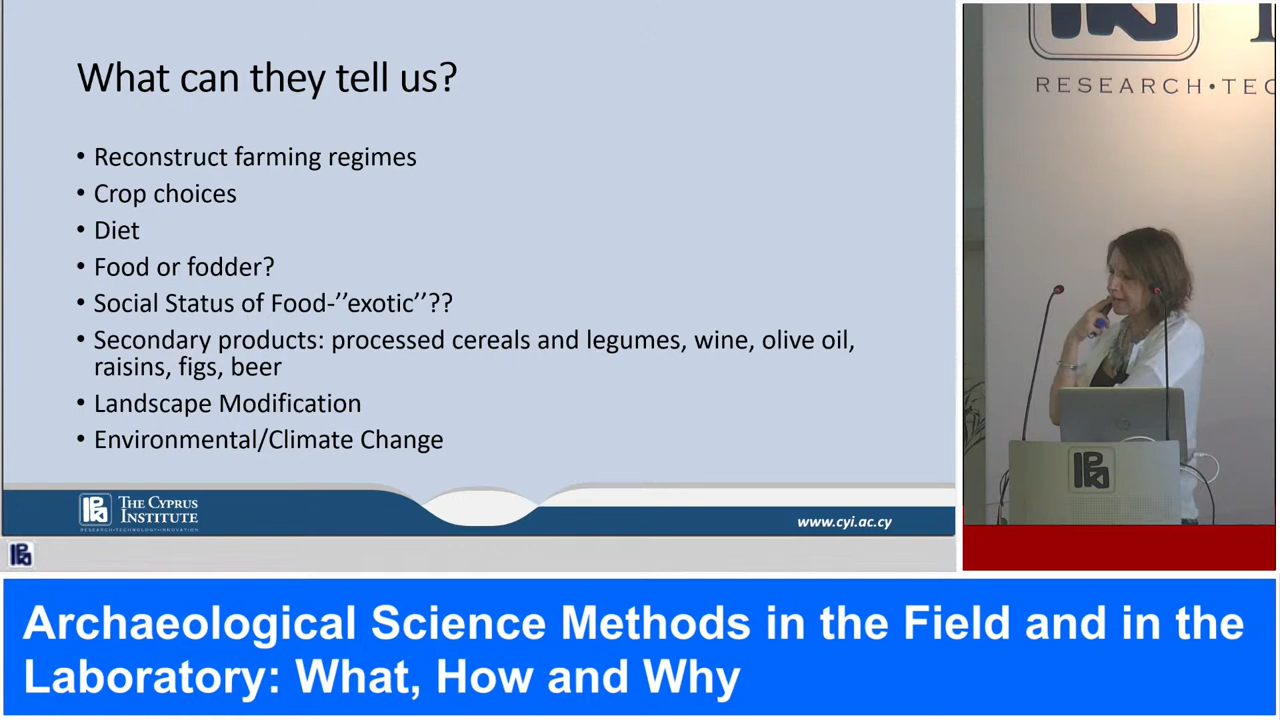 What can they tell us?
• Reconstruct farming regimes
• Crop choices
• Diet
• Food or fodder?
• Social Status of Food-’’exotic’’??
• Secondary products: processed cereals and legumes, wine, olive oil,
raisins, figs, beer
• Landscape Modification
• Environmental/Climate Change
THE CYPRUS
INSTITUTE
RESEARCH•TECHNOLOGY•INNOVATION
www.cyi.ac.cy
RESEARCH•TEC
Archaeological Science Methods in the Field and in the
Laboratory: What, How and Why